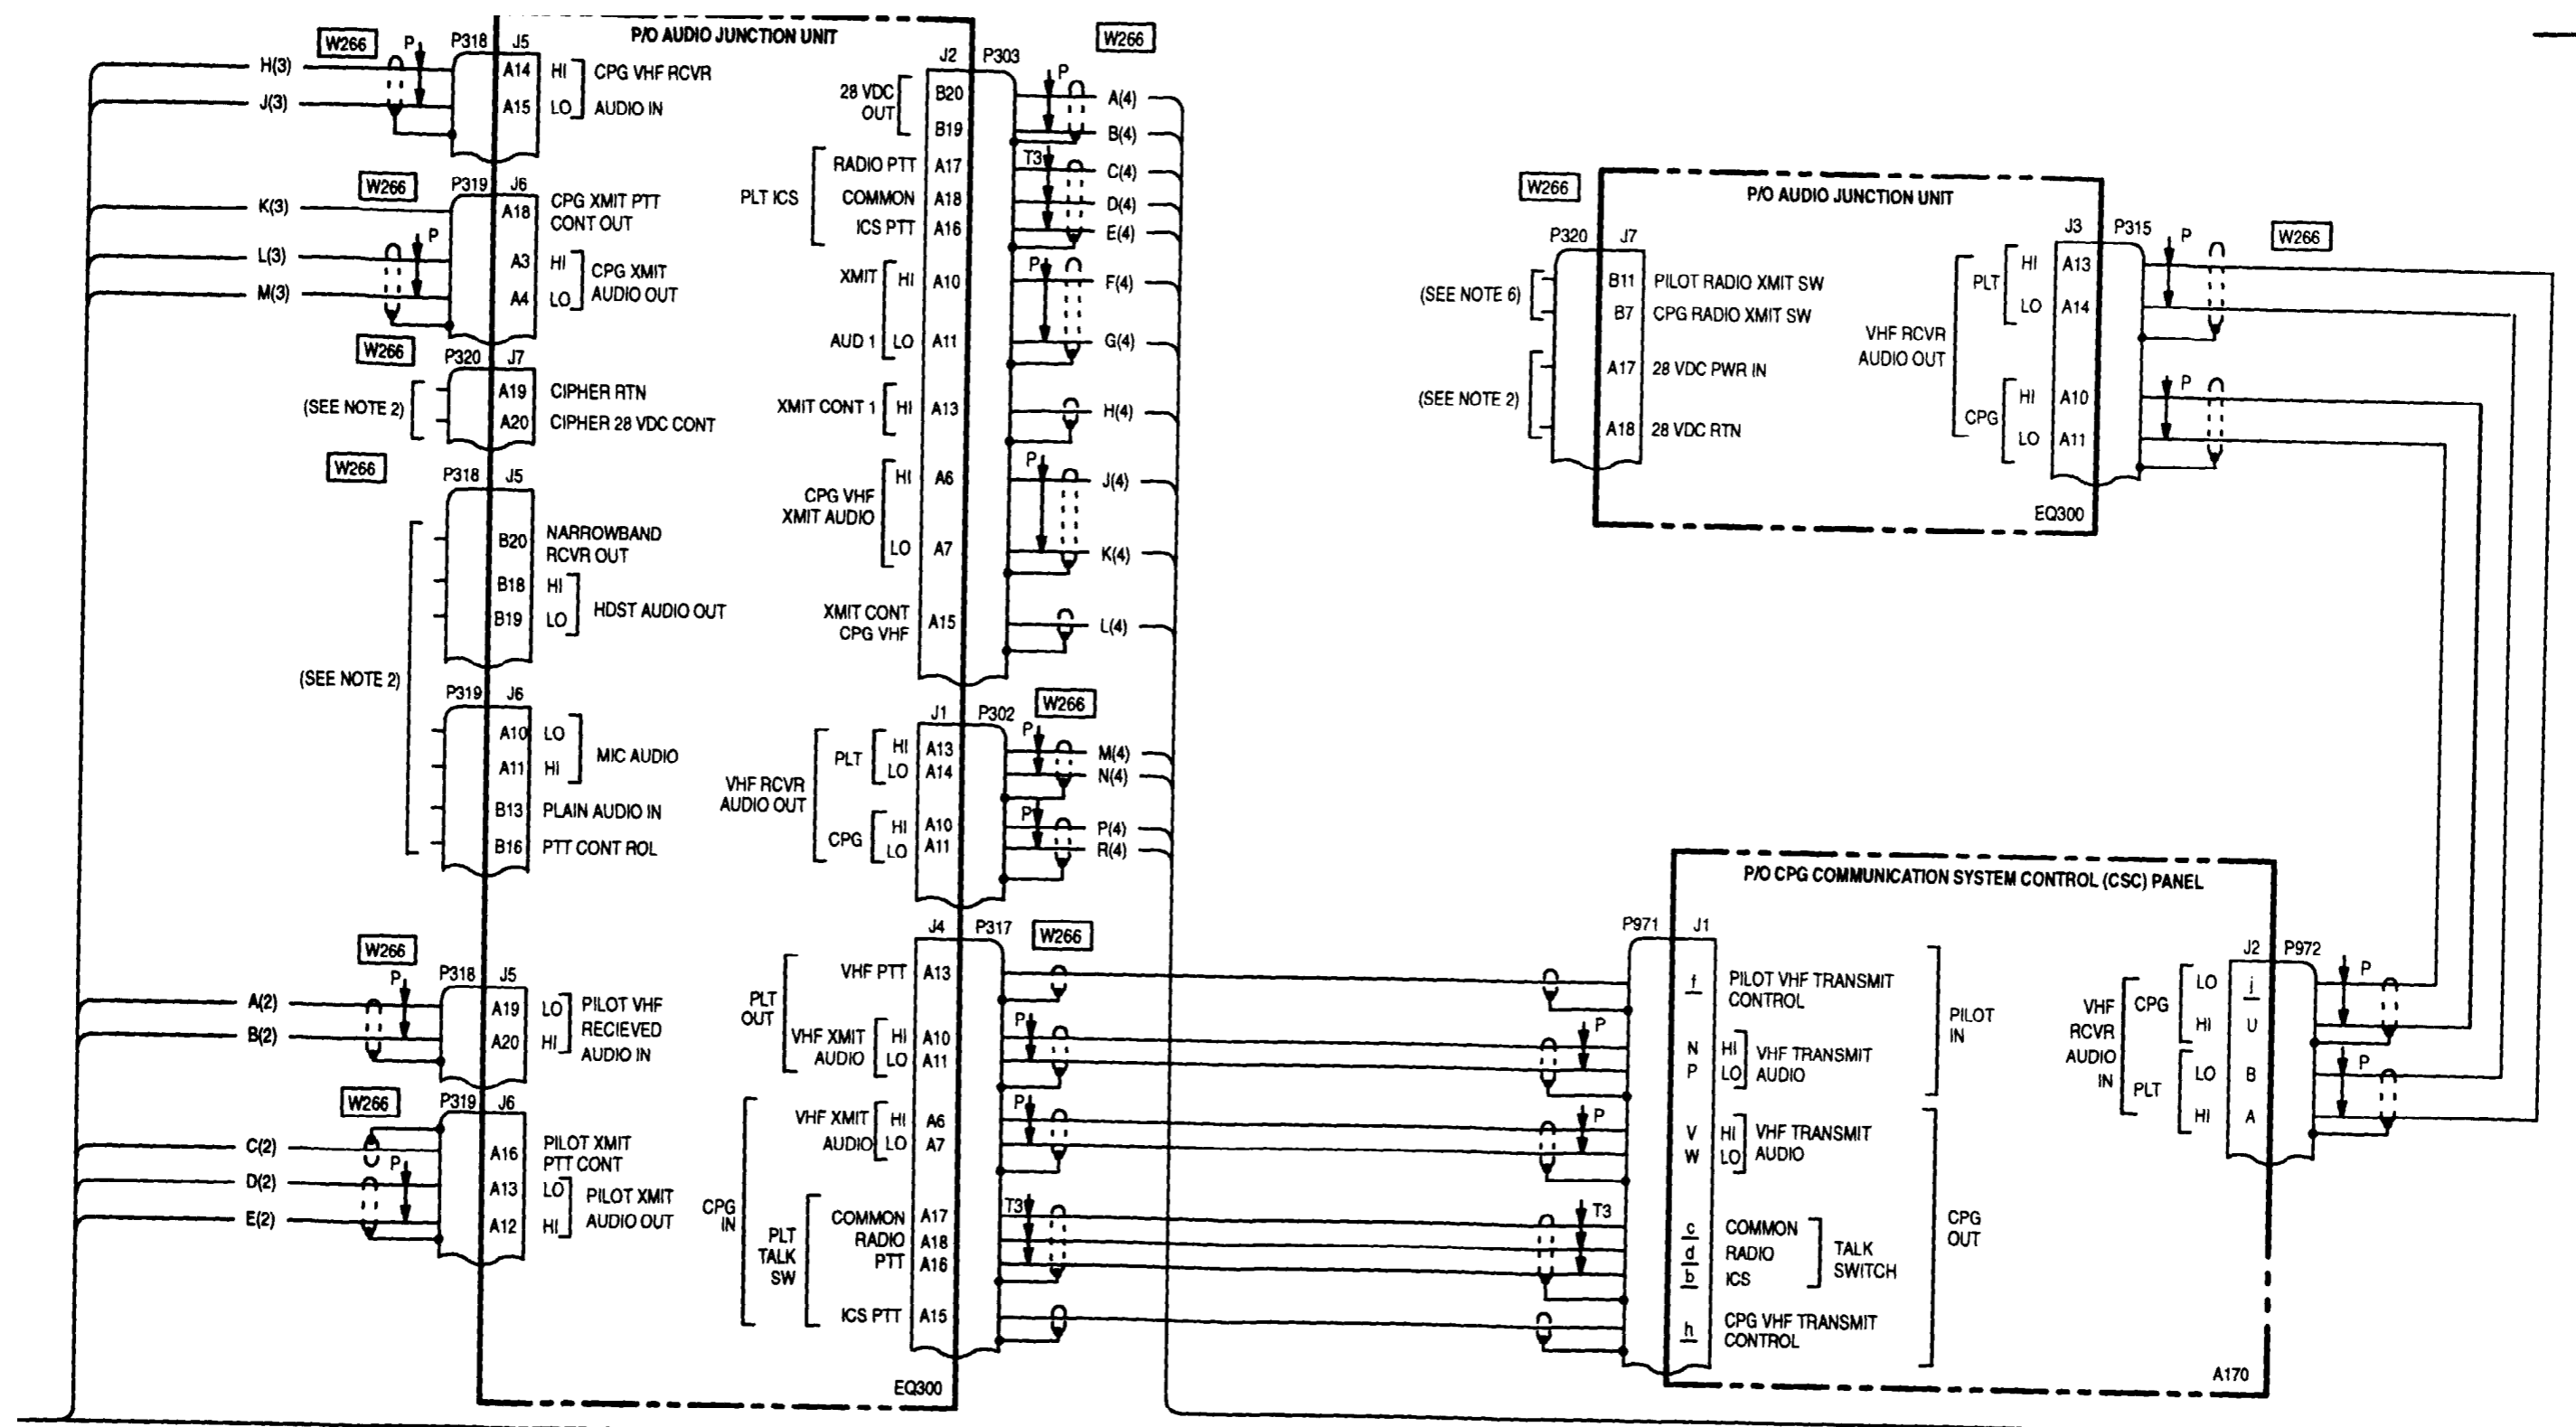 P/O AUDIO JUNCTION UNIT
W266
P
P318
J5
H(3)
A14
HI
CPG VHF RCVR
J(3)
A15
LO
AUDIO IN
W266
P319
J6
K(3)
A18
CPG XMIT PTT
CONT OUT
P
L(3)
A3
HI
CPG XMIT
M(3)
A4
LO
AUDIO OUT
W266
P320
J7
(SEE NOTE 2)
A19
CIPHER RTN
A20
CIPHER 28 VDC CONT
W266
P318
J5
B20
NARROWBAND
RCVR OUT
B18
HI
HDST AUDIO OUT
B19
LO
(SEE NOTE 2)
P319
J6
A10
LO
MIC AUDIO
A11
HI
B13
PLAIN AUDIO IN
B16
PTT CONT ROL
W266
P
P318
J5
A(2)
A19
LO
PILOT VHF
RECIEVED
B(2)
A20
HI
AUDIO IN
W266
P319
J6
C(2)
A16
PILOT XMIT
PTT CONT
P
D(2)
A13
LO
PILOT XMIT
E(2)
A12
HI
AUDIO OUT
J2
P303
W266
28 VDC
OUT
B20
P
A(4)
B19
B(4)
PLT ICS
RADIO PTT
A17
T3
C(4)
COMMON
A18
D(4)
ICS PTT
A16
E(4)
XMIT
HI
A10
P
F(4)
AUD 1
LO
A11
G(4)
XMIT CONT 1
HI
A13
H(4)
CPG VHF
XMIT AUDIO
HI
A6
P
J(4)
LO
A7
K(4)
XMIT CONT
CPG VHF
A15
L(4)
J1
P302
W266
VHF RCVR
AUDIO OUT
PLT
HI
A13
P
M(4)
LO
A14
N(4)
CPG
HI
A10
P
P(4)
LO
A11
R(4)
J4
P317
W266
PLT
OUT
VHF PTT
A13
VHF XMIT
AUDIO
HI
A10
P
LO
A11
CPG
IN
VHF XMIT
AUDIO
HI
A6
P
LO
A7
PLT
TALK
SW
COMMON
A17
T3
RADIO
A18
PTT
A16
ICS PTT
A15
EQ300
W266
P/O AUDIO JUNCTION UNIT
P320
J7
(SEE NOTE 6)
B11
PILOT RADIO XMIT SW
B7
CPG RADIO XMIT SW
(SEE NOTE 2)
A17
28 VDC PWR IN
A18
28 VDC RTN
J3
P315
W266
VHF RCVR
AUDIO OUT
PLT
HI
A13
P
LO
A14
CPG
HI
A10
P
LO
A11
EQ300
P/O CPG COMMUNICATION SYSTEM CONTROL (CSC) PANEL
P971
J1
f
PILOT VHF TRANSMIT
CONTROL
PILOT
IN
P
N
HI
VHF TRANSMIT
P
LO
AUDIO
P
V
HI
VHF TRANSMIT
W
LO
AUDIO
CPG
OUT
T3
c
COMMON
d
RADIO
b
ICS
TALK
SWITCH
h
CPG VHF TRANSMIT
CONTROL
J2
P972
VHF
RCVR
AUDIO
IN
CPG
LO
j
P
HI
U
PLT
LO
B
P
HI
A
A170